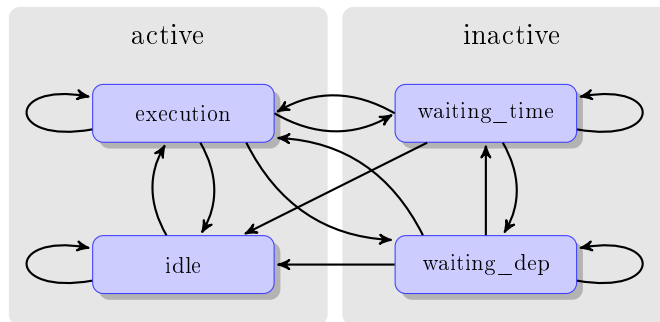 active
inactive
execution
waiting_time
idle
waiting_dep